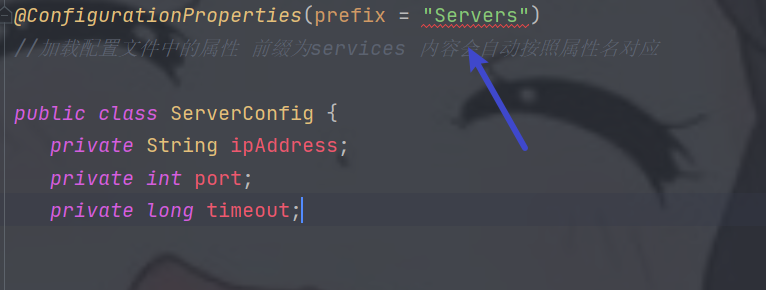 @ConfigurationProperties(prefix = "Servers")
//加载配置文件中的属性 前缀为services 内容会自动按照属性名对应
public class ServerConfig {
private String ipAddress;
private int port;
private long timeout;